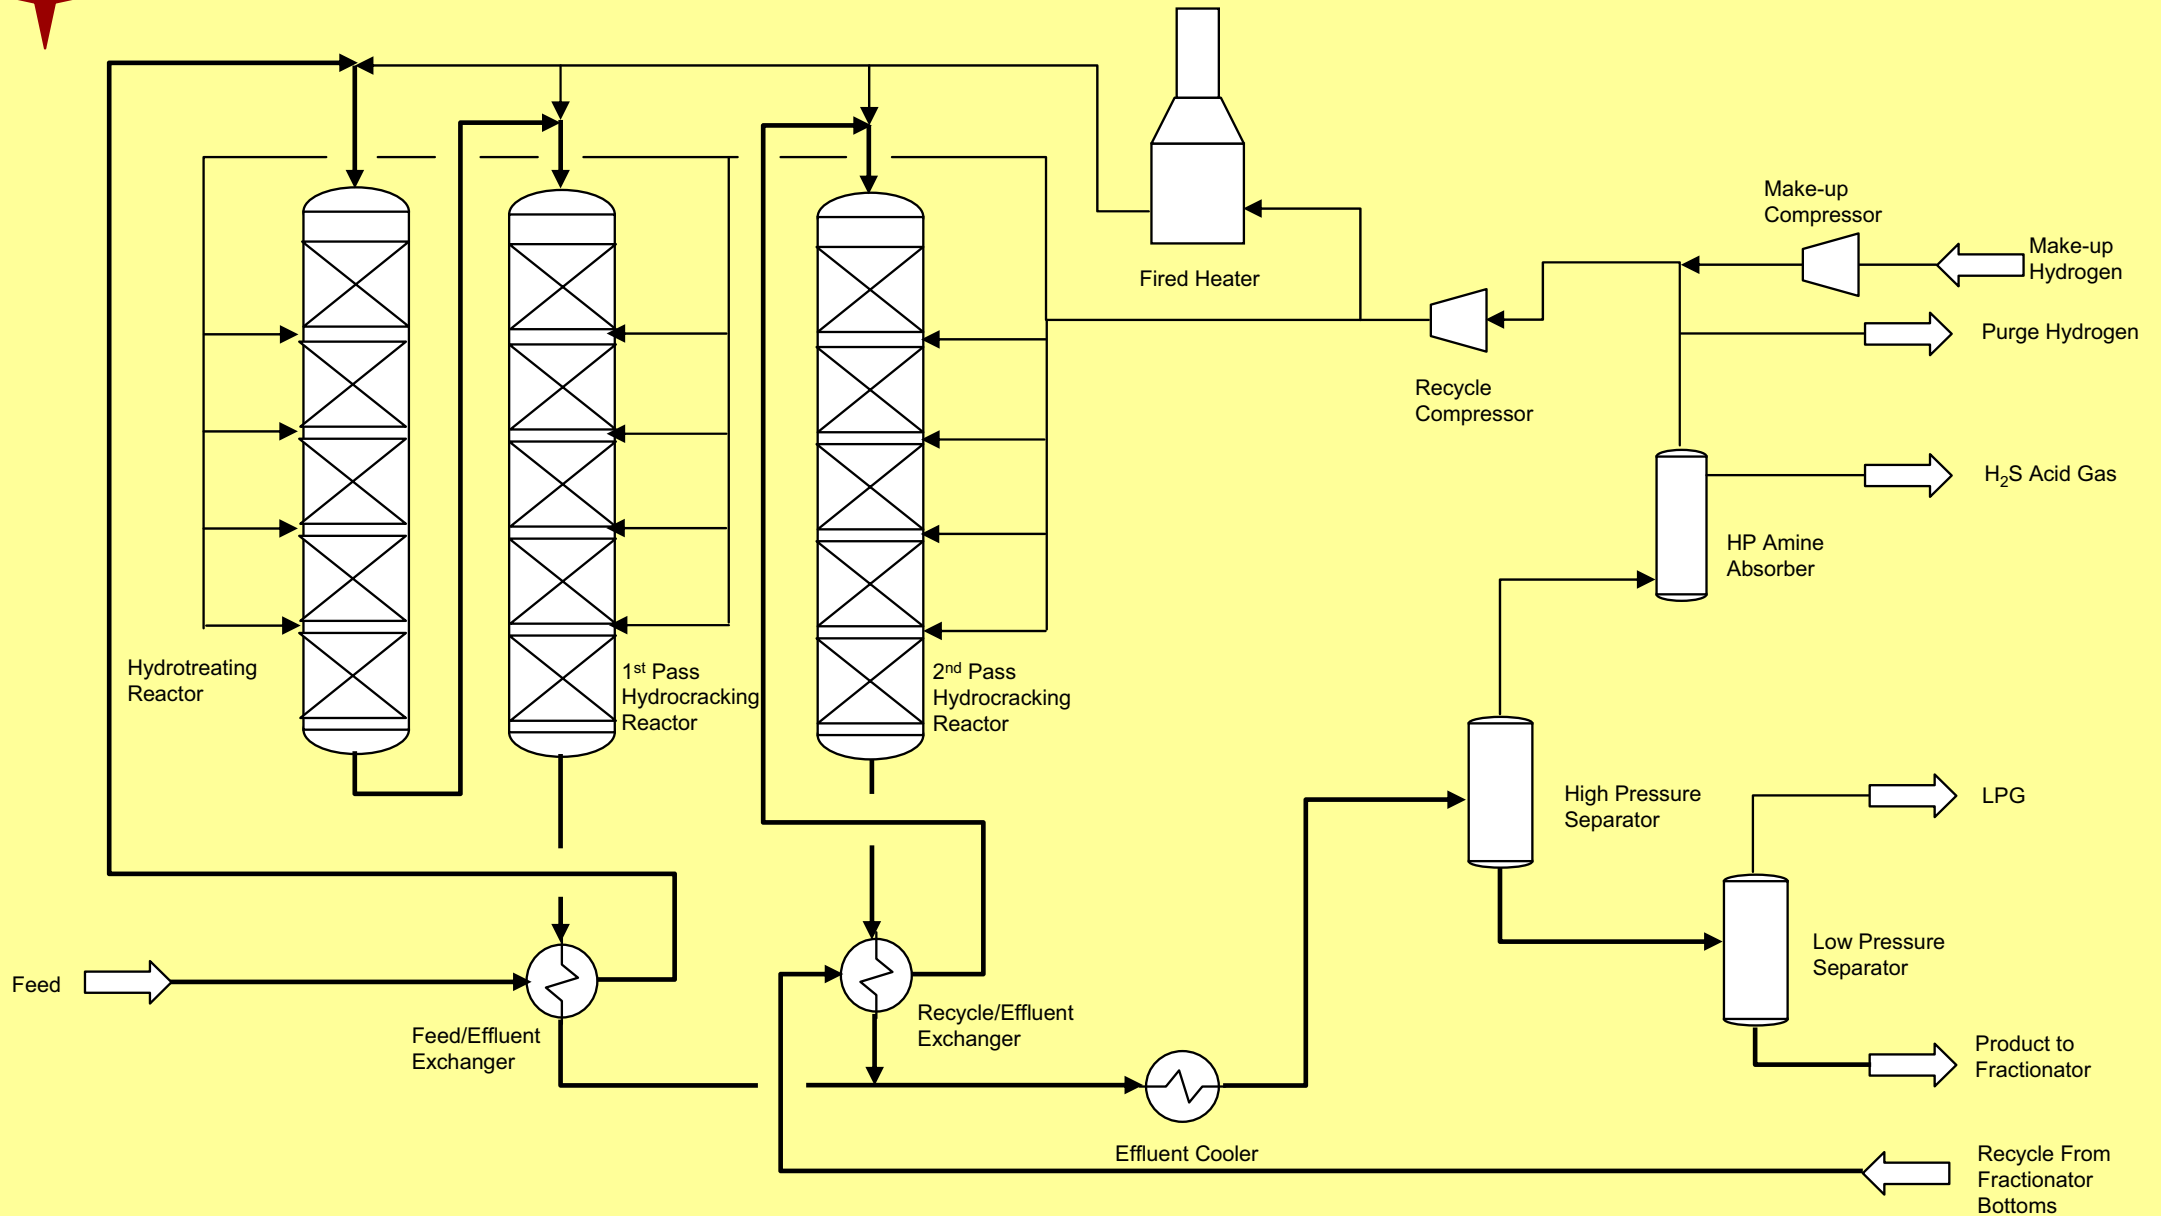 Fired Heater
Make-up
Compressor
Make-up
Hydrogen
Purge Hydrogen
Recycle
Compressor
H₂S Acid Gas
HP Amine
Absorber
Hydrotreating
Reactor
1st Pass
Hydrocracking
Reactor
2nd Pass
Hydrocracking
Reactor
High Pressure
Separator
LPG
Low Pressure
Separator
Feed
Feed/Effluent
Exchanger
Recycle/Effluent
Exchanger
Product to
Fractionator
Effluent Cooler
Recycle From
Fractionator
Bottoms